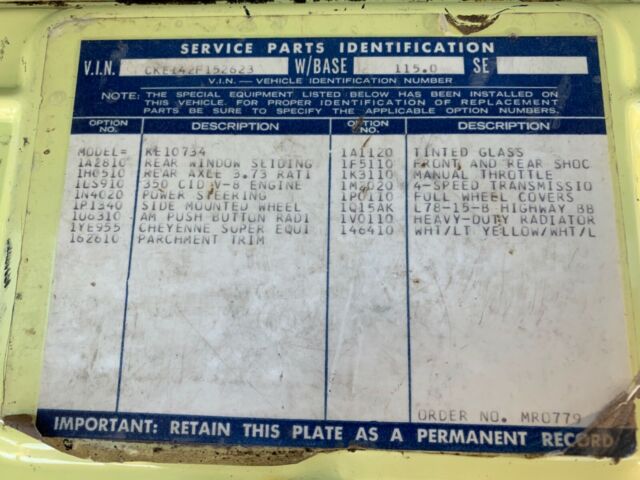 SERVICE PARTS IDENTIFICATION
V.I.N. CKE142F152623 W/BASE 115.0 SE
V.I.N. — VEHICLE IDENTIFICATION NUMBER
NOTE: THE SPECIAL EQUIPMENT LISTED BELOW HAS BEEN INSTALLED ON
THIS VEHICLE. FOR PROPER IDENTIFICATION OF REPLACEMENT
PARTS BE SURE TO SPECIFY THE APPLICABLE OPTION NUMBERS.
OPTION NO. DESCRIPTION OPTION NO. DESCRIPTION
MODEL= KE10734 1A1120 TINTED GLASS
1A2810 REAR WINDOW SLIDING 1F5110 FRONT AND REAR SHOC
1H0510 REAR AXLE 3.73 RATI 1K3110 MANUAL THROTTLE
1LS910 350 CID V-8 ENGINE 1M4020 4-SPEED TRANSMISSIO
1N4020 POWER STEERING 1P0110 FULL WHEEL COVERS
1P1340 SIDE MOUNTED WHEEL 1Q15AK L78-15-B HIGHWAY BB
1U6310 AM PUSH BUTTON RADI 1V0110 HEAVY-DUTY RADIATOR
1YE955 CHEYENNE SUPER EQUI 146410 WHT/LT YELLOW/WHT/L
162610 PARCHMENT TRIM
ORDER NO. MR0779
IMPORTANT: RETAIN THIS PLATE AS A PERMANENT RECORD